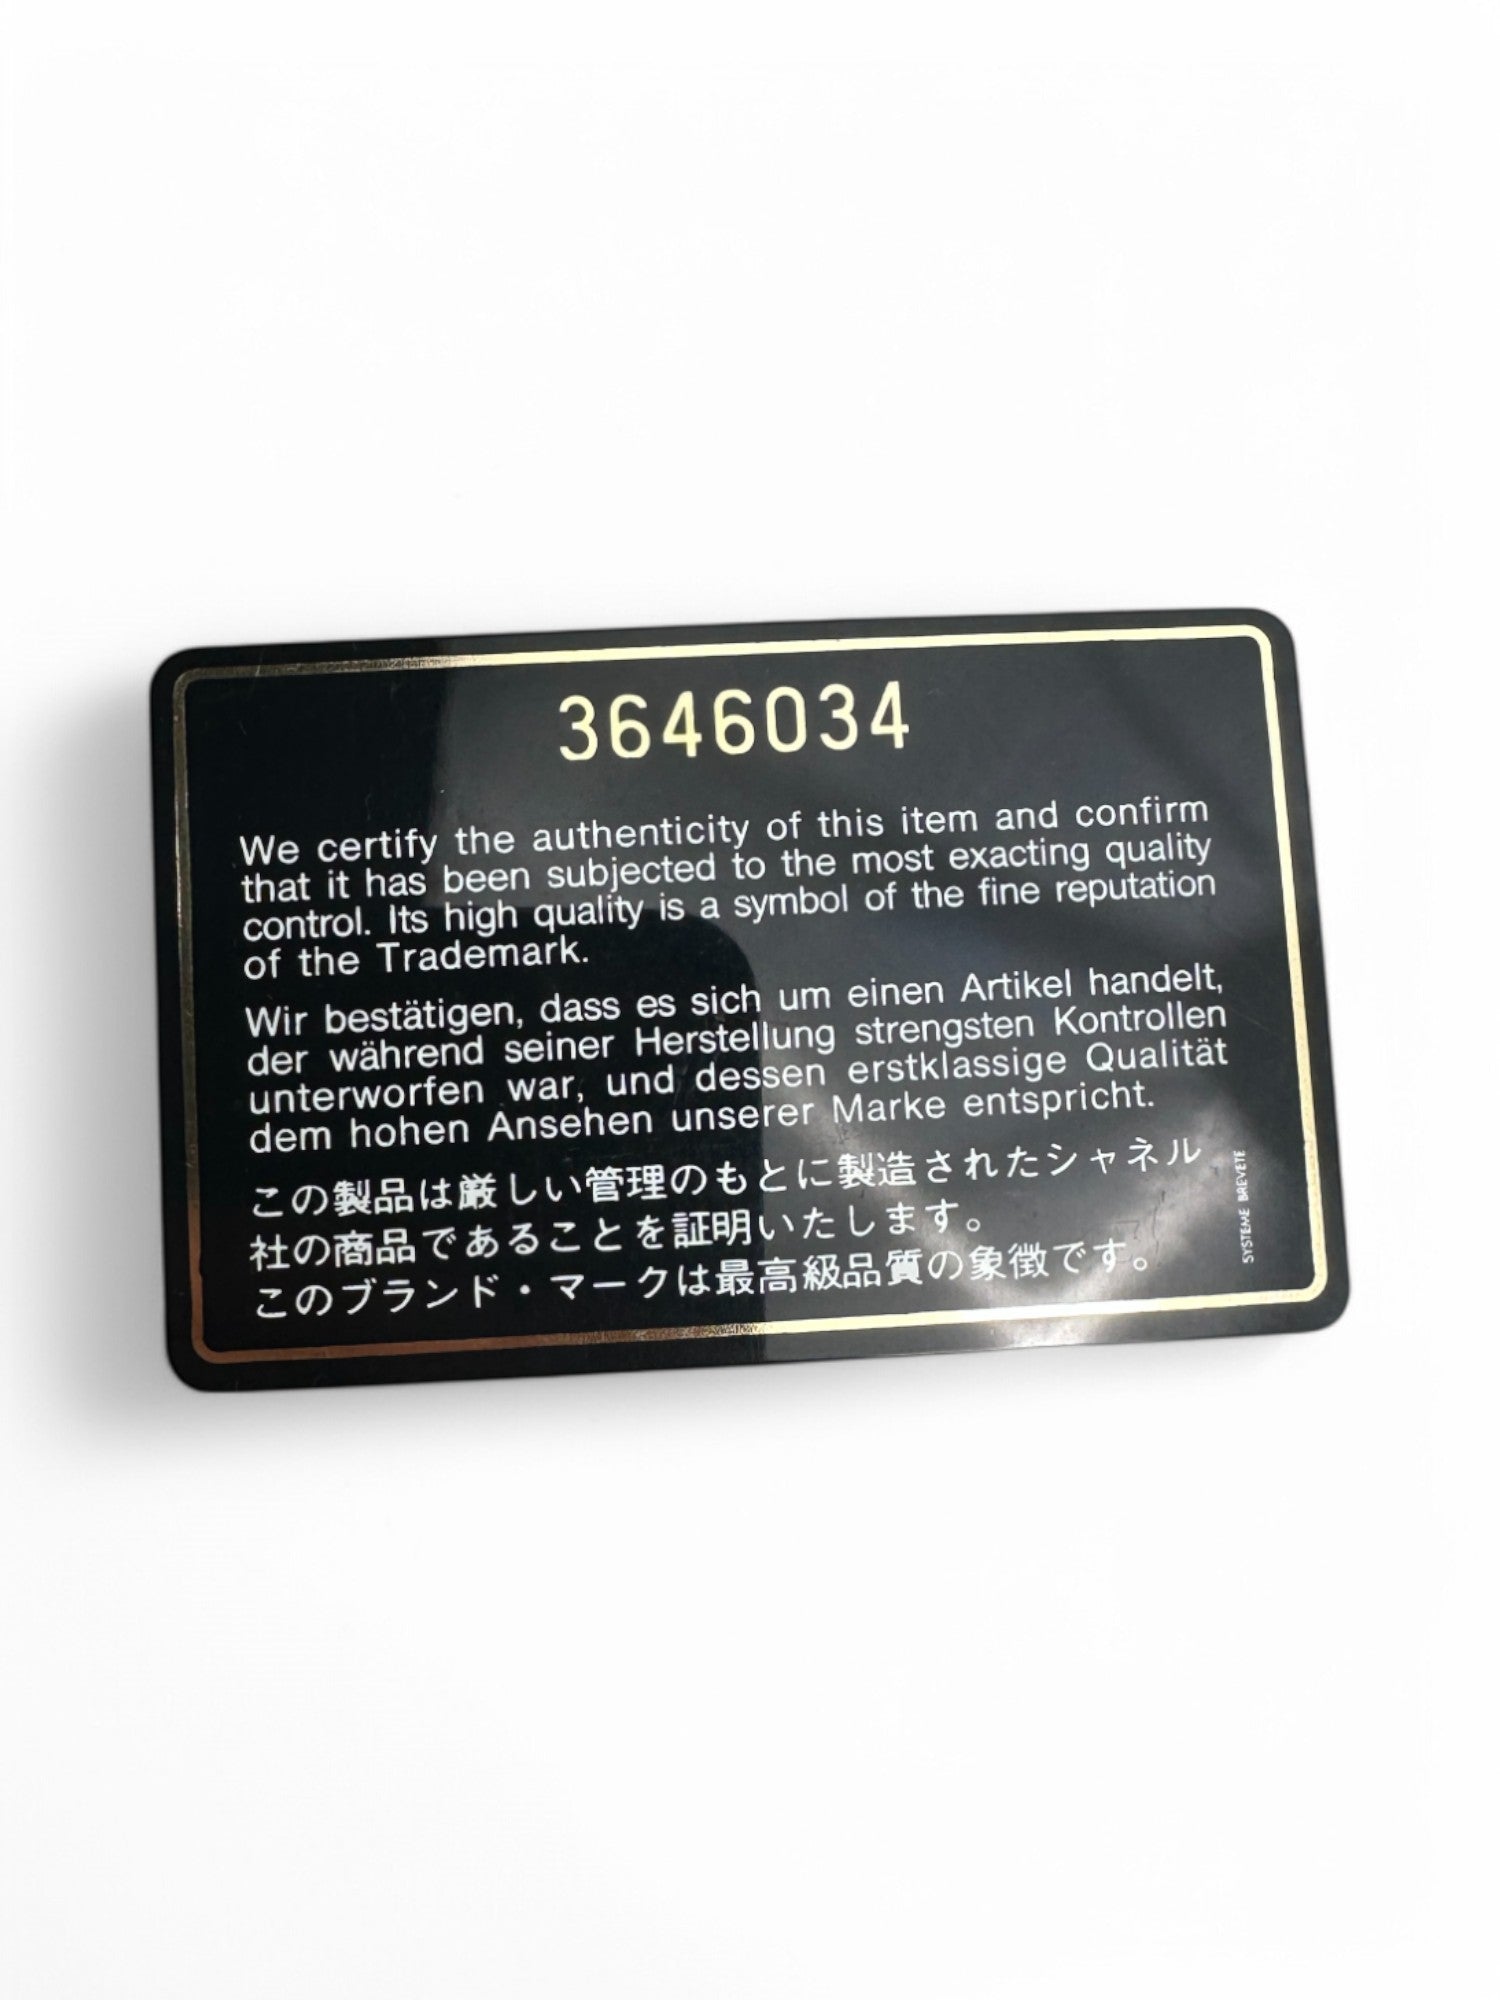 3646034
We certify the authenticity of this item and confirm
that it has been subjected to the most exacting quality
control. Its high quality is a symbol of the fine reputation
of the Trademark.
Wir bestätigen, dass es sich um einen Artikel handelt,
der während seiner Herstellung strengsten Kontrollen
unterworfen war, und dessen erstklassige Qualität
dem hohen Ansehen unserer Marke entspricht.
この製品は厳しい管理のもとに製造されたシャネル
社の商品であることを証明いたします。
このブランド・マークは最高級品質の象徴です。
SYSTEME BREVETE